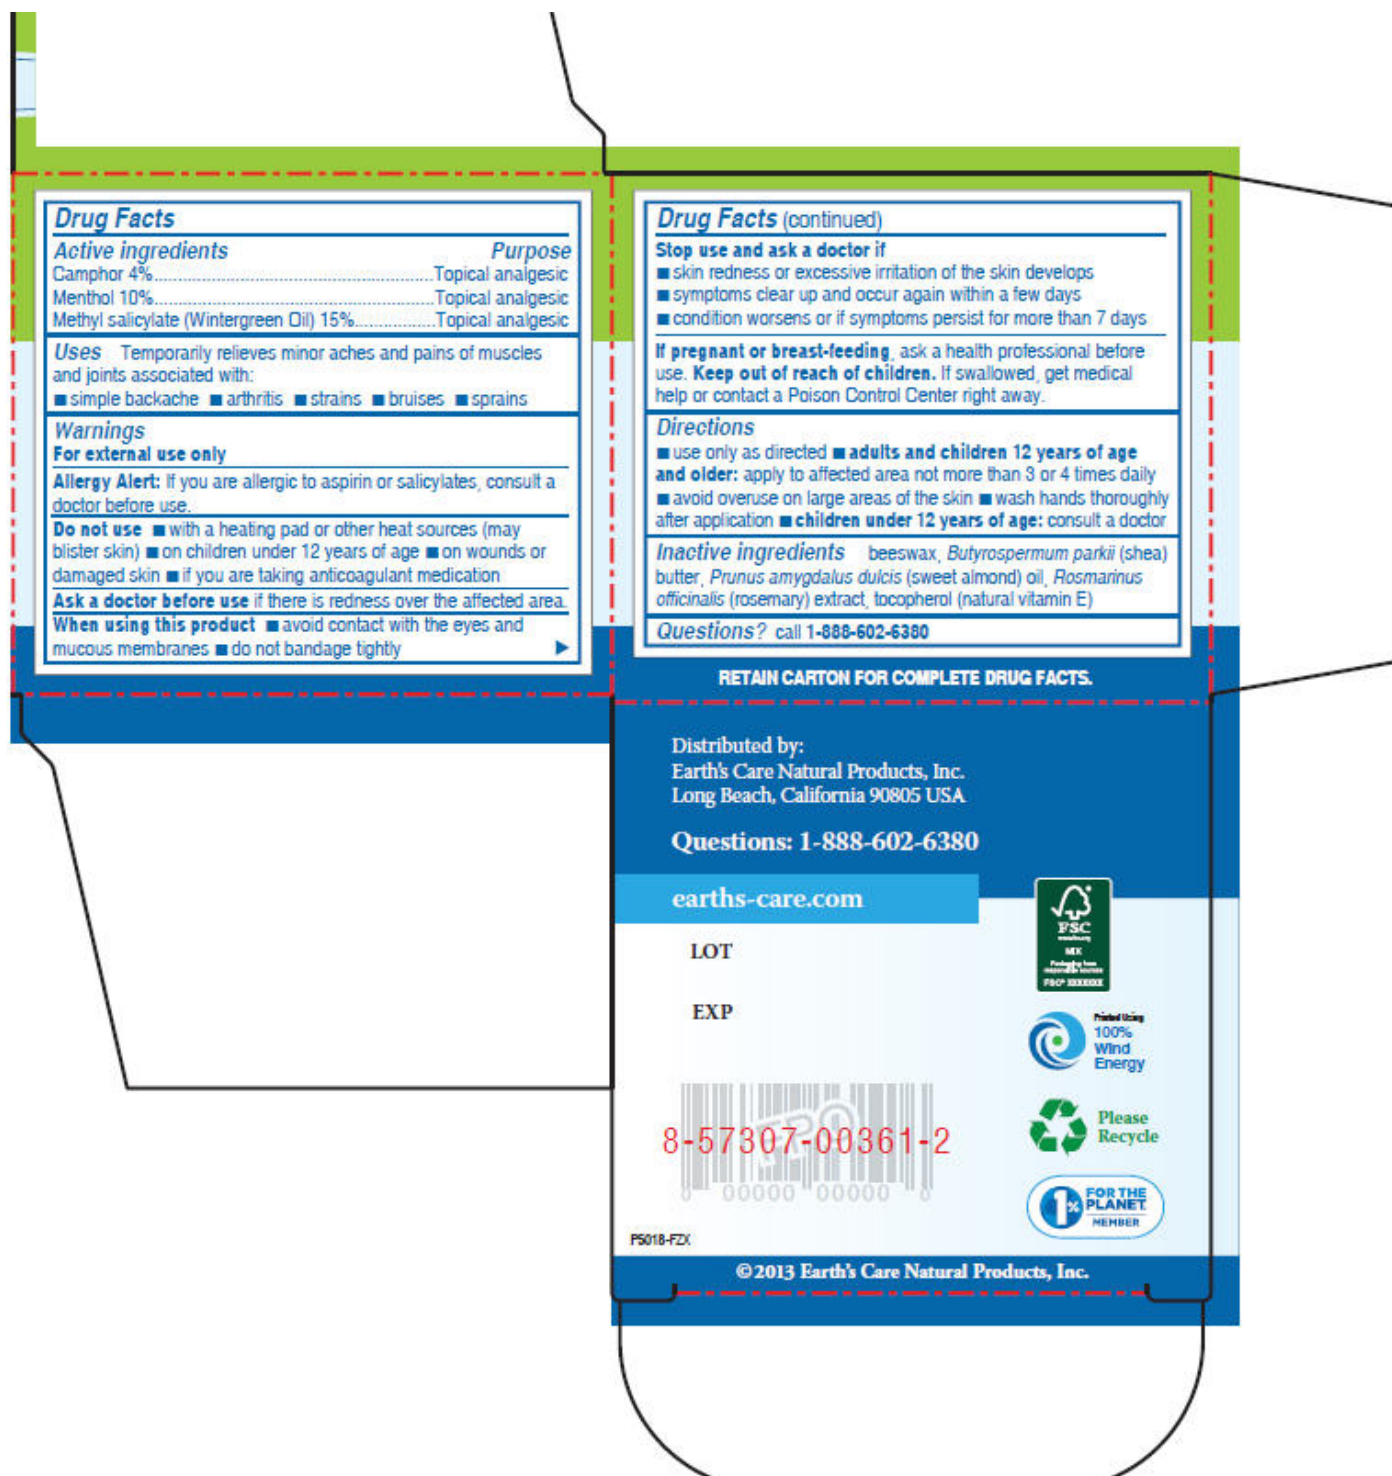 Drug Facts
Active ingredients Purpose
Camphor 4%......................................................Topical analgesic
Menthol 10%......................................................Topical analgesic
Methyl salicylate (Wintergreen Oil) 15%.................Topical analgesic
Uses Temporarily relieves minor aches and pains of muscles
and joints associated with:
■ simple backache ■ arthritis ■ strains ■ bruises ■ sprains
Warnings
For external use only
Allergy Alert: If you are allergic to aspirin or salicylates, consult a
doctor before use.
Do not use ■ with a heating pad or other heat sources (may
blister skin) ■ on children under 12 years of age ■ on wounds or
damaged skin ■ if you are taking anticoagulant medication
Ask a doctor before use if there is redness over the affected area.
When using this product ■ avoid contact with the eyes and
mucous membranes ■ do not bandage tightly
Drug Facts (continued)
Stop use and ask a doctor if
■ skin redness or excessive irritation of the skin develops
■ symptoms clear up and occur again within a few days
■ condition worsens or if symptoms persist for more than 7 days
If pregnant or breast-feeding, ask a health professional before
use. Keep out of reach of children. If swallowed, get medical
help or contact a Poison Control Center right away.
Directions
■ use only as directed ■ adults and children 12 years of age
and older: apply to affected area not more than 3 or 4 times daily
■ avoid overuse on large areas of the skin ■ wash hands thoroughly
after application ■ children under 12 years of age: consult a doctor
Inactive ingredients beeswax, Butyrospermum parkii (shea)
butter, Prunus amygdalus dulcis (sweet almond) oil, Rosmarinus
officinalis (rosemary) extract, tocopherol (natural vitamin E)
Questions? call 1-888-602-6380
RETAIN CARTON FOR COMPLETE DRUG FACTS.
Distributed by:
Earth's Care Natural Products, Inc.
Long Beach, California 90805 USA
Questions: 1-888-602-6380
earths-care.com
LOT
EXP
FSC
MIX
Packaging from
responsible sources
FSC® XXXXXXX
Printed Using
100%
Wind
Energy
Please
Recycle
1% FOR THE
PLANET
MEMBER
FPO
8-57307-00361-2
0 00000 00000 0
P5018-FZX
©2013 Earth's Care Natural Products, Inc.